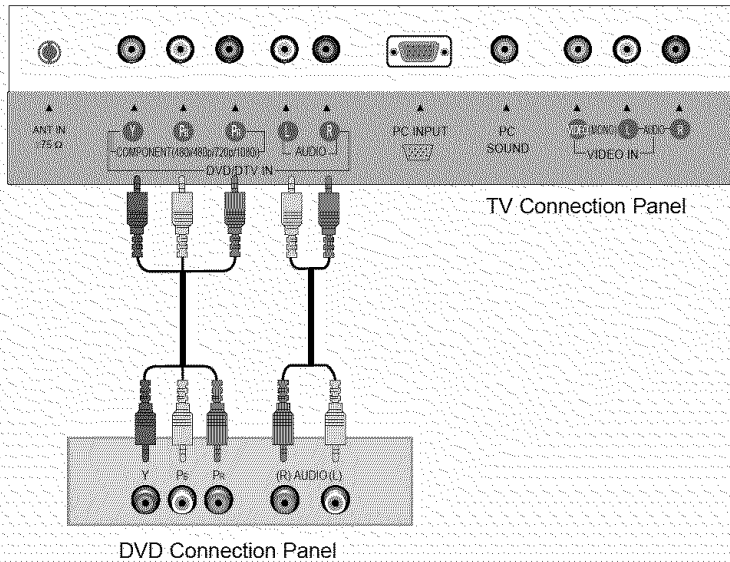 ANT IN
75 Ω
Y PB PR L R
COMPONENT(480i/480p/720p/1080i)
AUDIO
DVD/DTV IN
PC INPUT
PC
SOUND
VIDEO (MONO) L AUDIO R
VIDEO IN
TV Connection Panel
Y PB PR (R) AUDIO (L)
DVD Connection Panel